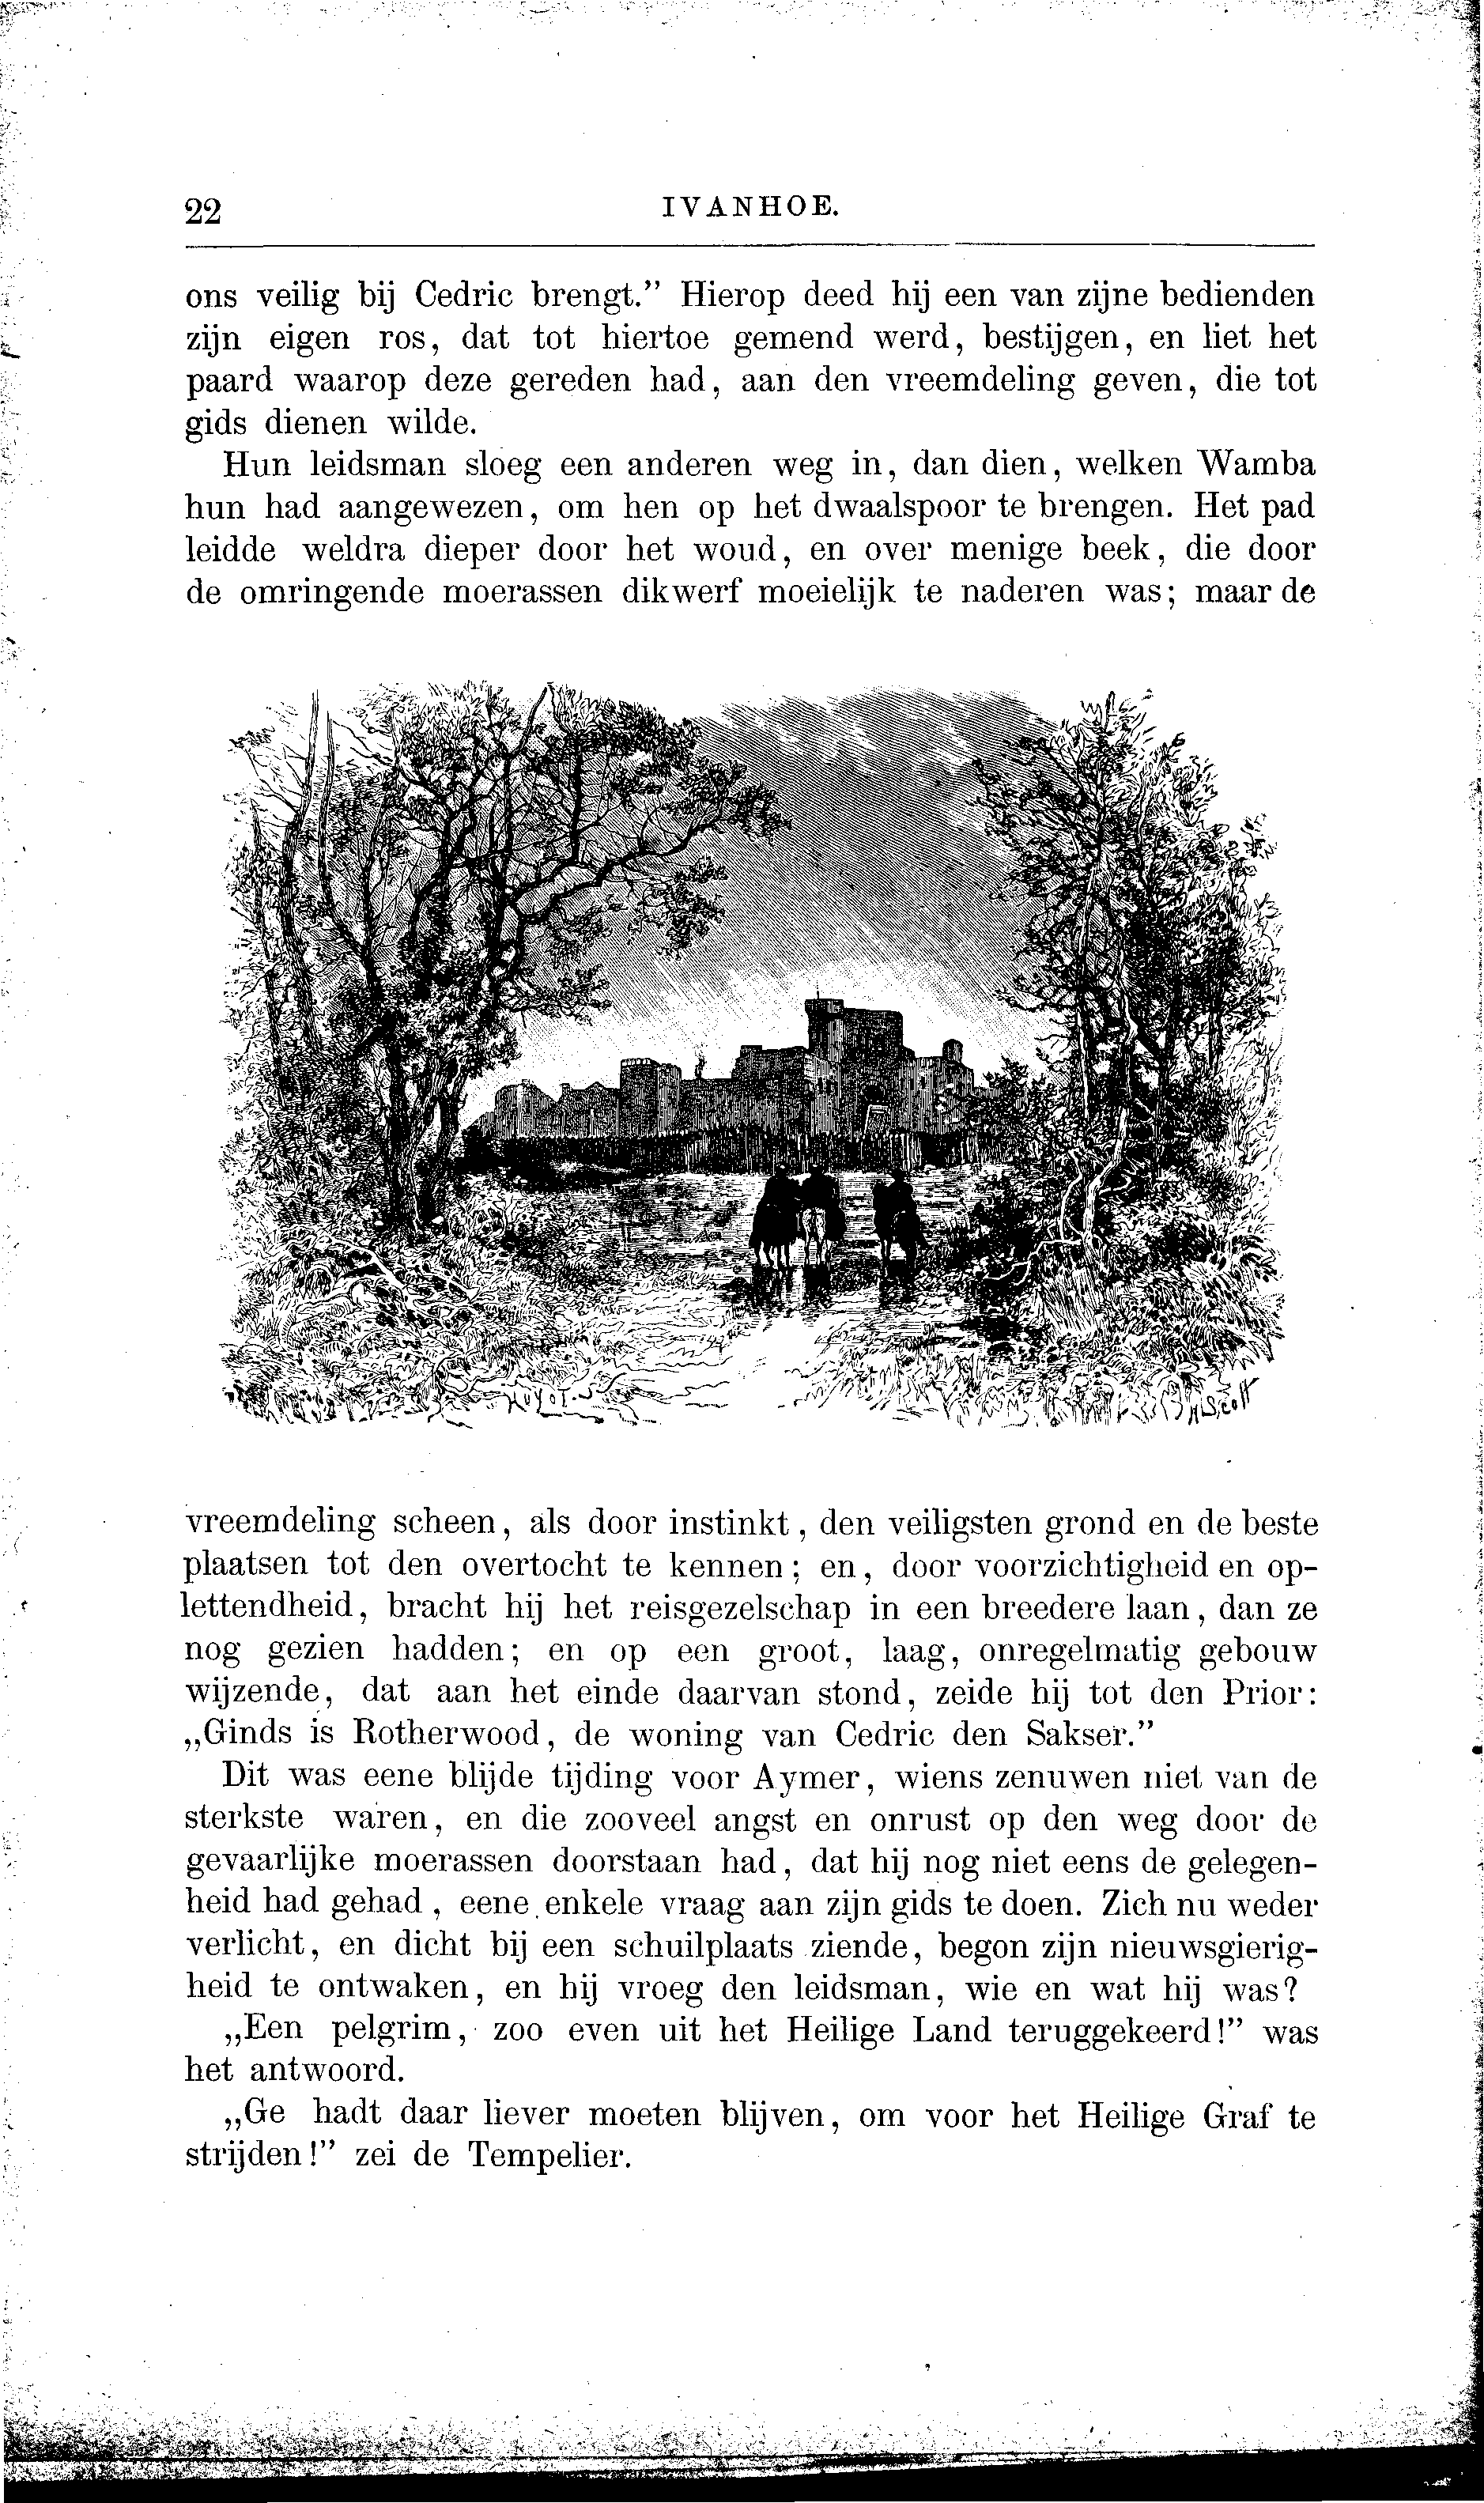 22
IVANHOE.
ons veilig bij Cedric brengt.” Hierop deed hij een van zijne bedienden
zijn eigen ros, dat tot hiertoe gemend werd, bestijgen, en liet het
paard waarop deze gereden had, aan den vreemdeling geven, die tot
gids dienen wilde.
Hun leidsman sloeg een anderen weg in, dan dien, welken Wamba
hun had aangewezen, om hen op het dwaalspoor te brengen. Het pad
leidde weldra dieper door het woud, en over menige beek, die door
de omringende moerassen dikwerf moeielijk te naderen was; maar de
HUYOT.S
HScott
vreemdeling scheen, als door instinkt, den veiligsten grond en de beste
plaatsen tot den overtocht te kennen; en, door voorzichtigheid en op-
lettendheid, bracht hij het reisgezelschap in een breedere laan, dan ze
nog gezien hadden; en op een groot, laag, onregelmatig gebouw
wijzende, dat aan het einde daarvan stond, zeide hij tot den Prior:
„Ginds is Rotherwood, de woning van Cedric den Sakser.”
Dit was eene blijde tijding voor Aymer, wiens zenuwen niet van de
sterkste waren, en die zooveel angst en onrust op den weg door de
gevaarlijke moerassen doorstaan had, dat hij nog niet eens de gelegen-
heid had gehad, eene enkele vraag aan zijn gids te doen. Zich nu weder
verlicht, en dicht bij een schuilplaats ziende, begon zijn nieuwsgierig-
heid te ontwaken, en hij vroeg den leidsman, wie en wat hij was?
„Een pelgrim, zoo even uit het Heilige Land teruggekeerd!” was
het antwoord.
„Ge hadt daar liever moeten blijven, om voor het Heilige Graf te
strijden!” zei de Tempelier.